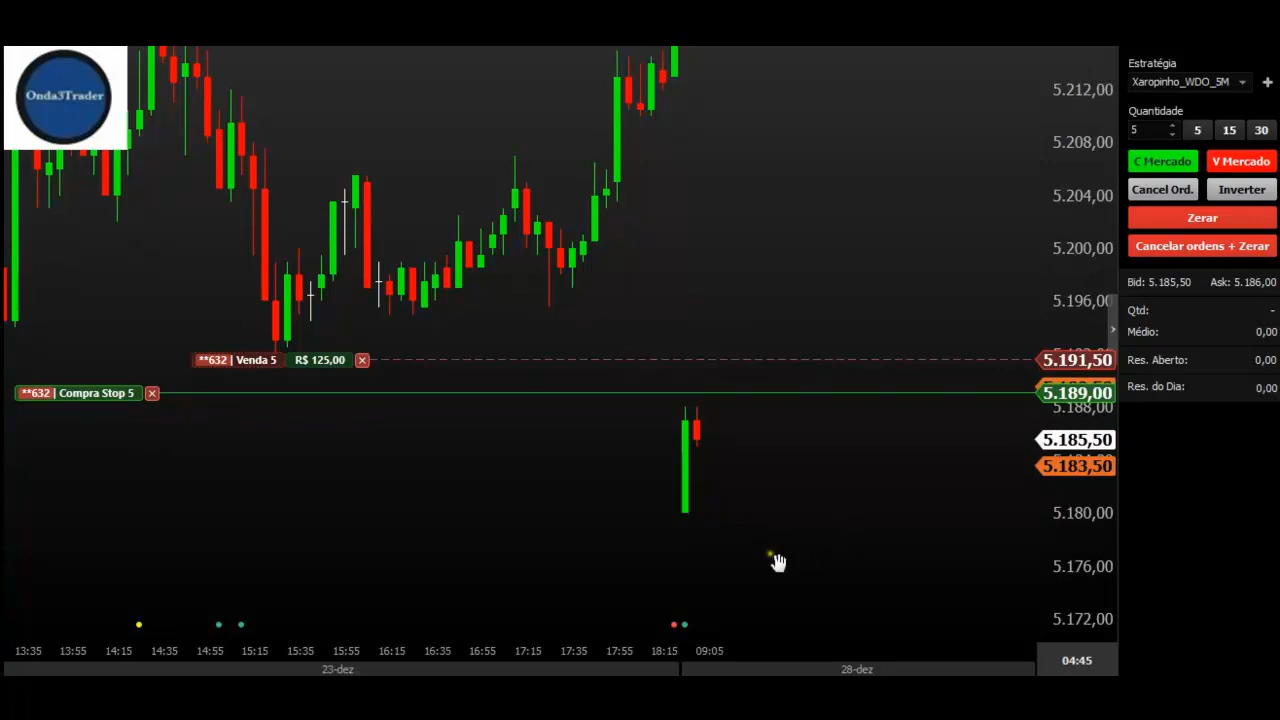 Onda3Trader
Estratégia
Xaropinho_WDO_5M
Quantidade
5 5 15 30
C Mercado V Mercado
Cancel Ord. Inverter
Zerar
Cancelar ordens + Zerar
Bid: 5.185,50 Ask: 5.186,00
Qtd: -
Médio: 0,00
Res. Aberto: 0,00
Res. do Dia: 0,00
5.212,00
5.208,00
5.204,00
5.200,00
5.196,00
**632 | Venda 5 R$ 125,00 5.191,50
**632 | Compra Stop 5 5.189,00
5.188,00
5.185,50
5.183,50
5.180,00
5.176,00
5.172,00
13:35 13:55 14:15 14:35 14:55 15:15 15:35 15:55 16:15 16:35 16:55 17:15 17:35 17:55 18:15 09:05
23-dez 28-dez
04:45